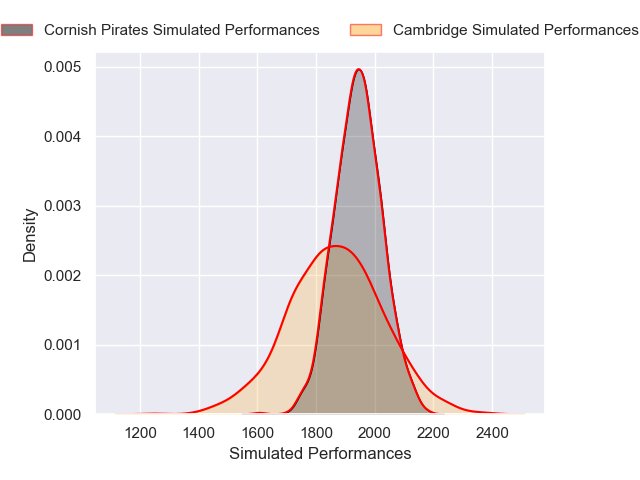 Cornish Pirates Simulated Performances
Cambridge Simulated Performances
0.005
0.004
0.003
0.002
0.001
0.000
Density
1200 1400 1600 1800 2000 2200 2400
Simulated Performances